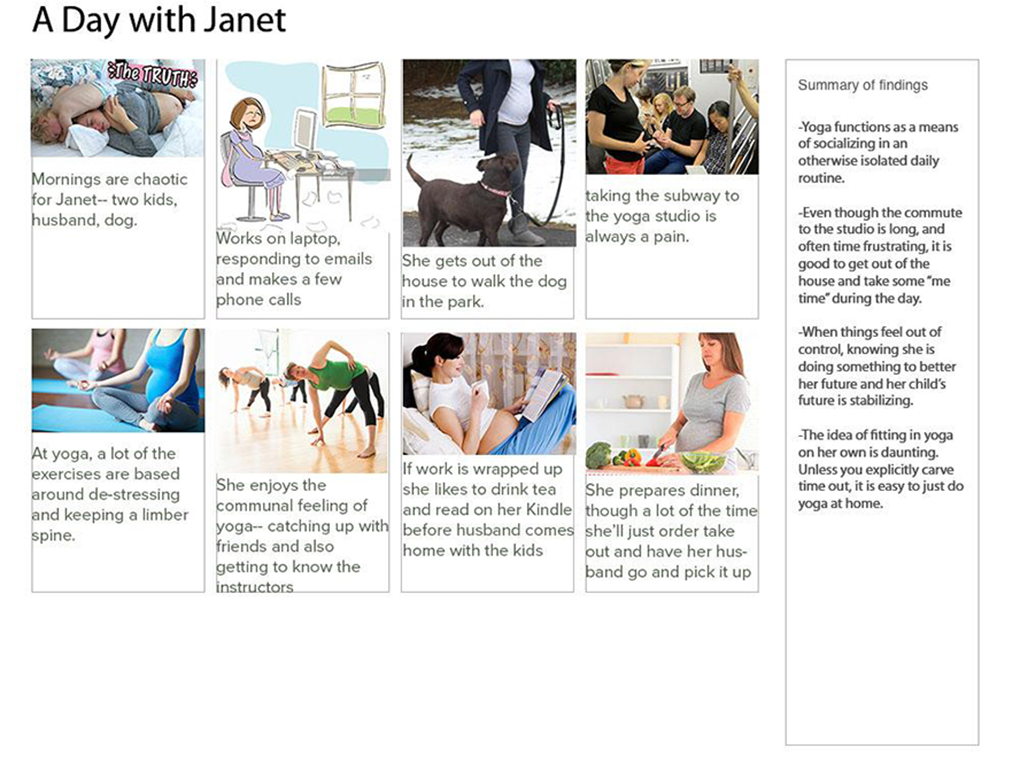 A Day with Janet
The TRUTH
Mornings are chaotic
for Janet-- two kids,
husband, dog.
Works on laptop,
responding to emails
and makes a few
phone calls
She gets out of the
house to walk the dog
in the park.
taking the subway to
the yoga studio is
always a pain.
At yoga, a lot of the
exercises are based
around de-stressing
and keeping a limber
spine.
She enjoys the
communal feeling of
yoga-- catching up with
friends and also
getting to know the
instructors
If work is wrapped up
she likes to drink tea
and read on her Kindle
before husband comes
home with the kids
She prepares dinner,
though a lot of the time
she'll just order take
out and have her hus-
band go and pick it up
Summary of findings
-Yoga functions as a means
of socializing in an
otherwise isolated daily
routine.
-Even though the commute
to the studio is long, and
often time frustrating, it is
good to get out of the
house and take some "me
time" during the day.
-When things feel out of
control, knowing she is
doing something to better
her future and her child's
future is stabilizing.
-The idea of fitting in yoga
on her own is daunting.
Unless you explicitly carve
time out, it is easy to just do
yoga at home.